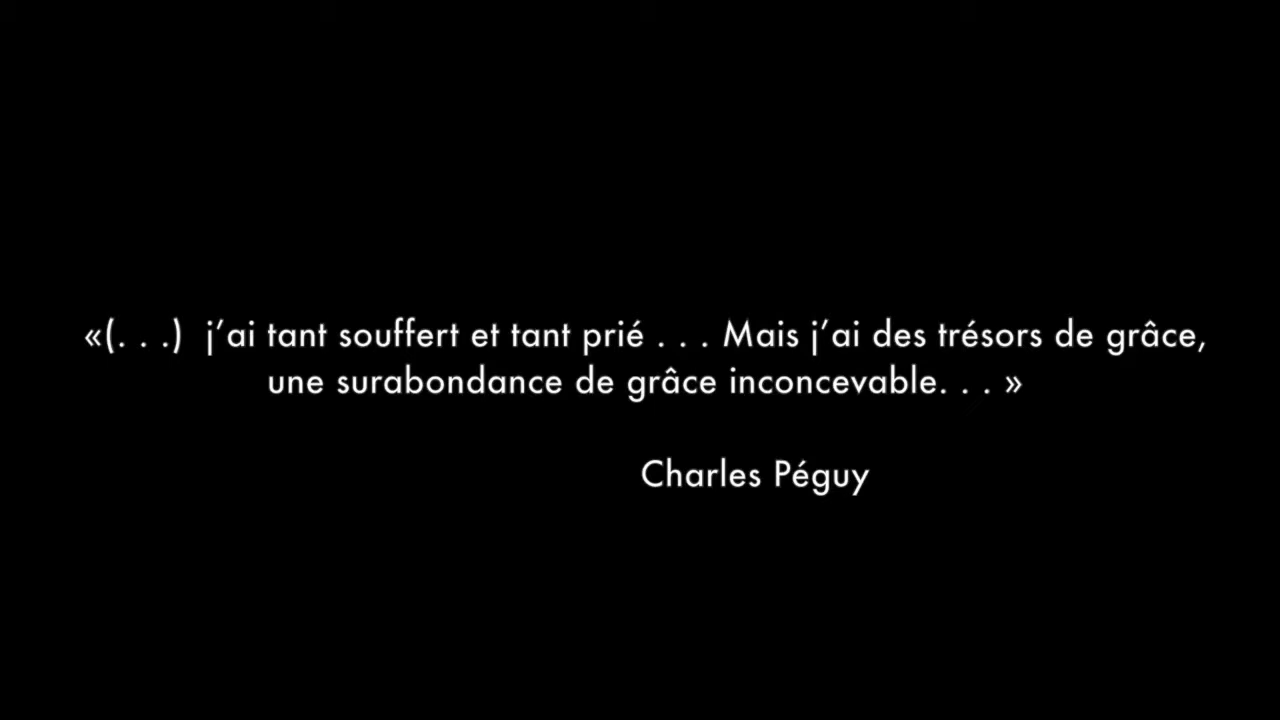 «(. . .)  j’ai tant souffert et tant prié . . . Mais j’ai des trésors de grâce,
une surabondance de grâce inconcevable. . . »
Charles Péguy